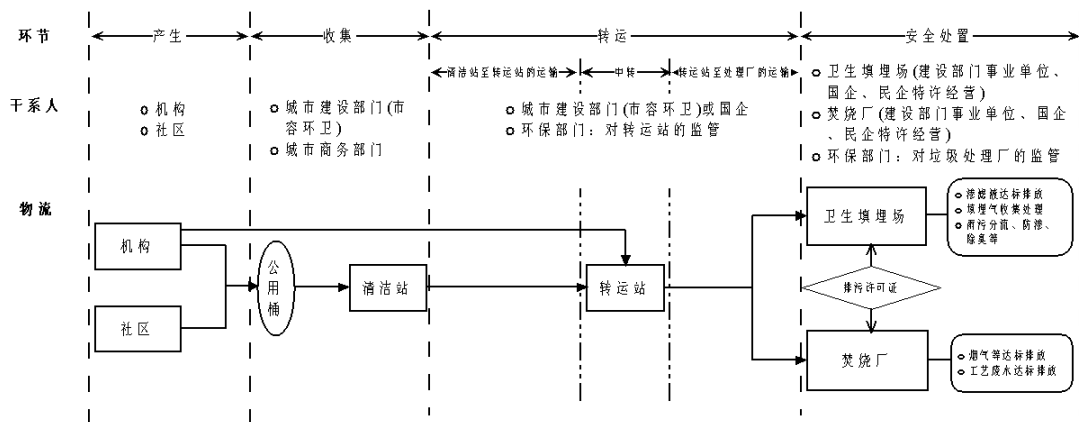 环节
产生
收集
转运
安全处置
清洁站至转运站的运输
中转
转运站至处理厂的运输
干系人
机构
社区
城市建设部门(市
容环卫)
城市商务部门
城市建设部门(市容环卫)或国企
环保部门：对转运站的监管
卫生填埋场(建设部门事业单位、
国企、民企特许经营)
焚烧厂(建设部门事业单位、国企
、民企特许经营)
环保部门：对垃圾处理厂的监管
物流
机构
社区
公
用
桶
清洁站
转运站
卫生填埋场
渗滤液达标排放
填埋气收集处理
雨污分流、防渗、
除臭等
排污许可证
焚烧厂
烟气等达标排放
工艺废水达标排放